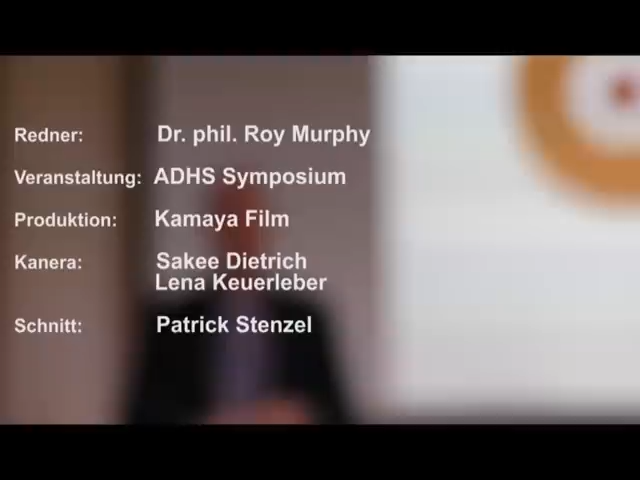 Redner: Dr. phil. Roy Murphy
Veranstaltung: ADHS Symposium
Produktion: Kamaya Film
Kanera: Sakee Dietrich
Lena Keuerleber
Schnitt: Patrick Stenzel